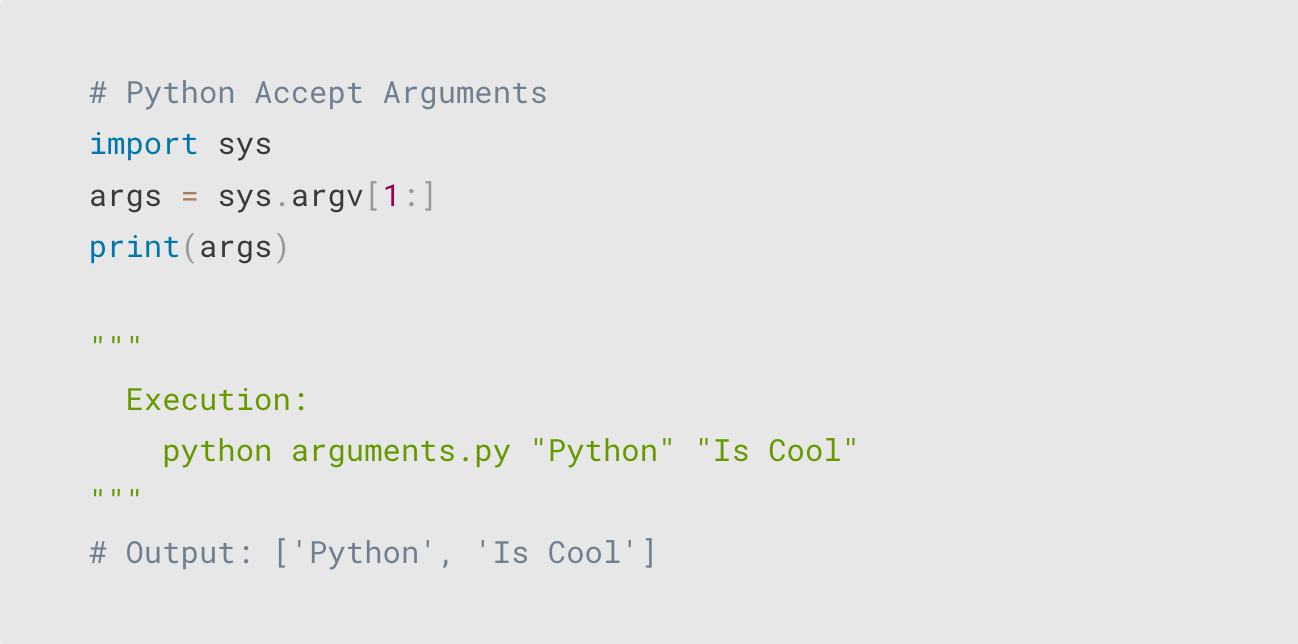 # Python Accept Arguments
import sys
args = sys.argv[1:]
print(args)

"""
  Execution:
    python arguments.py "Python" "Is Cool"
"""
# Output: ['Python', 'Is Cool']